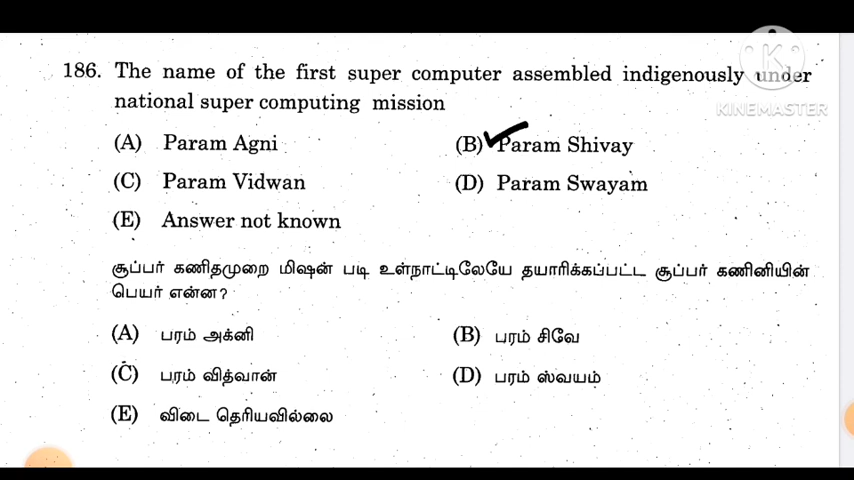 186. The name of the first super computer assembled indigenously under
national super computing mission
(A) Param Agni
(B) Param Shivay
(C) Param Vidwan
(D) Param Swayam
(E) Answer not known
சூப்பர் கணிதமுறை மிஷன் படி உள்நாட்டிலேயே தயாரிக்கப்பட்ட சூப்பர் கணினியின்
பெயர் என்ன?
(A) பரம் அக்னி
(B) பரம் சிவே
(C) பரம் வித்வான்
(D) பரம் ஸ்வயம்
(E) விடை தெரியவில்லை
K
KINEMASTER